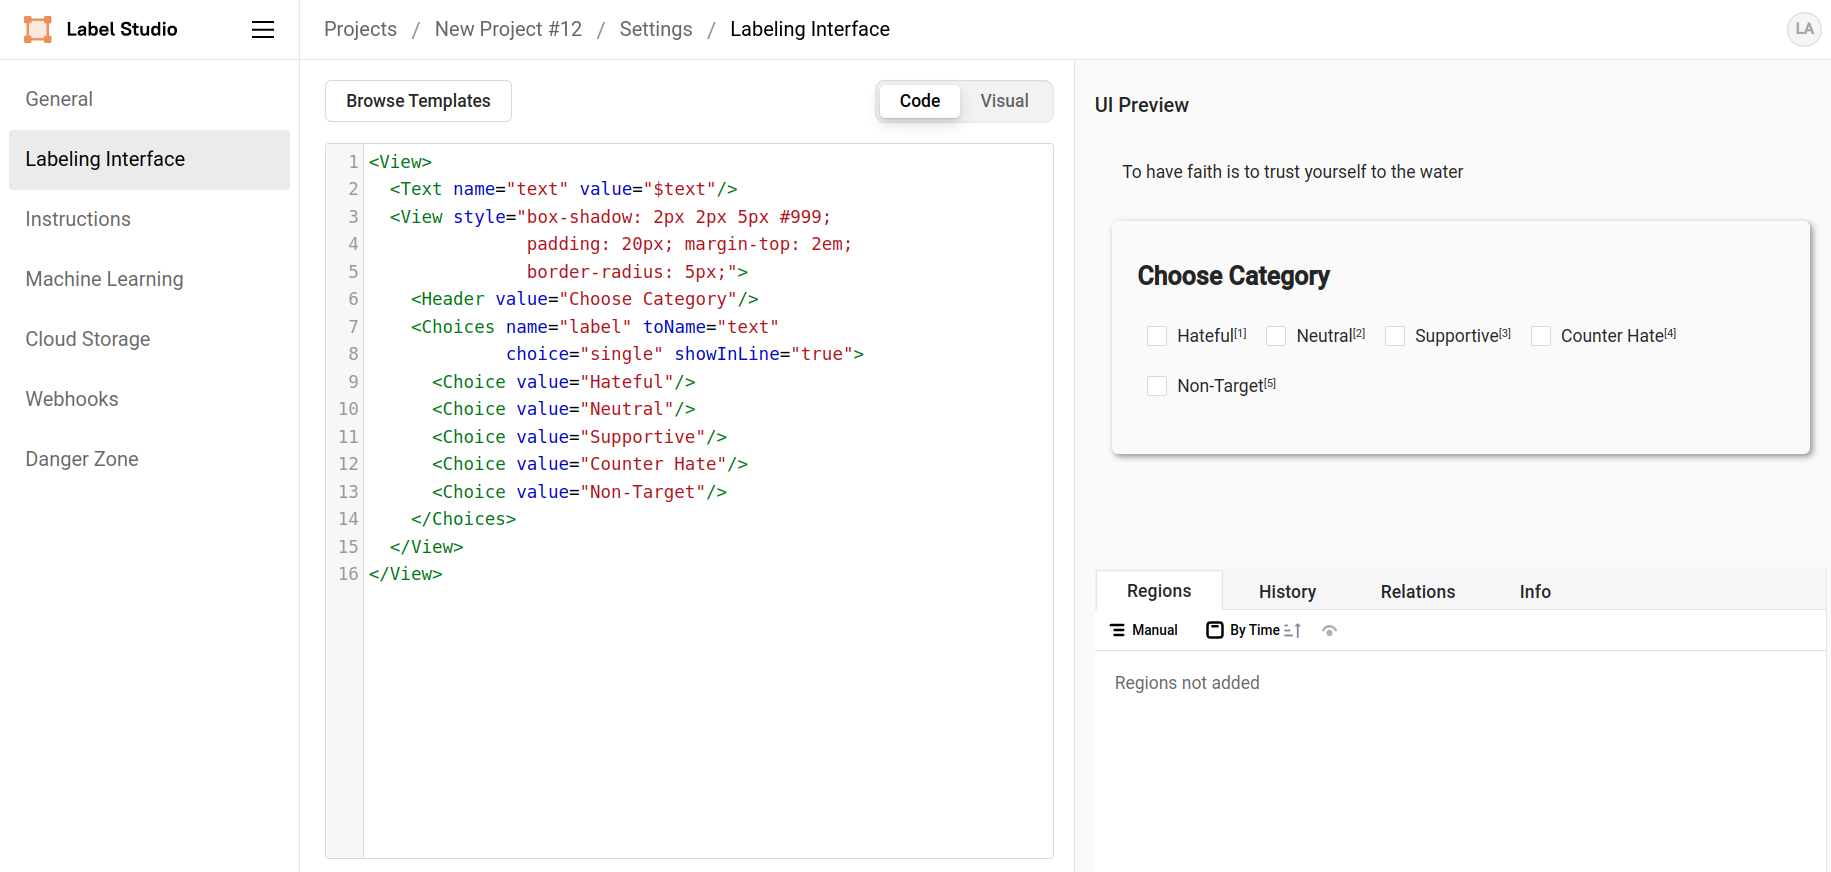 Label Studio
Projects / New Project #12 / Settings / Labeling Interface
LA
General
Labeling Interface
Instructions
Machine Learning
Cloud Storage
Webhooks
Danger Zone
Browse Templates
Code Visual
1 <View>
2   <Text name="text" value="$text"/>
3   <View style="box-shadow: 2px 2px 5px #999;
4                padding: 20px; margin-top: 2em;
5                border-radius: 5px;">
6     <Header value="Choose Category"/>
7     <Choices name="label" toName="text"
8              choice="single" showInLine="true">
9       <Choice value="Hateful"/>
10       <Choice value="Neutral"/>
11       <Choice value="Supportive"/>
12       <Choice value="Counter Hate"/>
13       <Choice value="Non-Target"/>
14     </Choices>
15   </View>
16 </View>
UI Preview
To have faith is to trust yourself to the water
Choose Category
Hateful[1] Neutral[2] Supportive[3] Counter Hate[4]
Non-Target[5]
Regions History Relations Info
Manual By Time
Regions not added